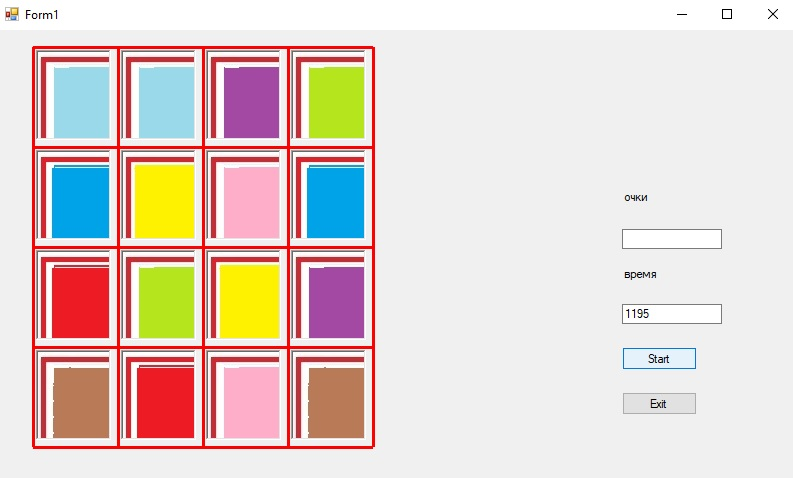 Form1
очки
время
1195
Start
Exit